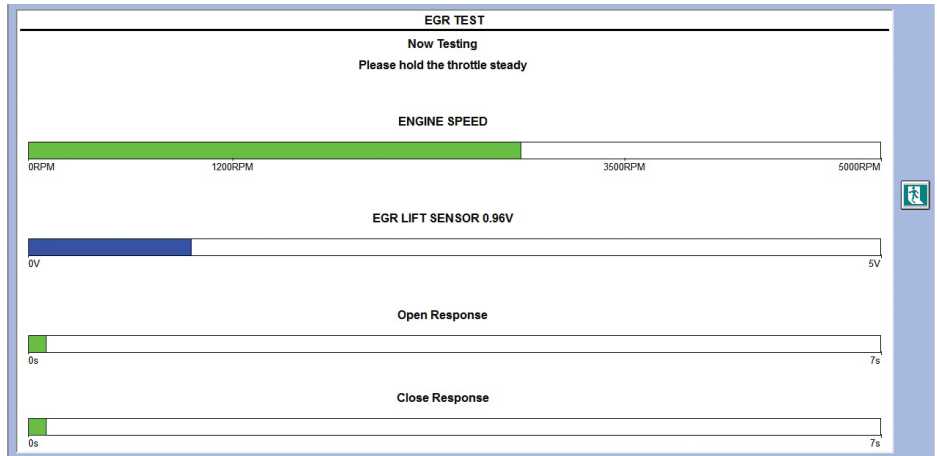 EGR TEST
Now Testing
Please hold the throttle steady
ENGINE SPEED
0RPM 1200RPM 3500RPM 5000RPM
EGR LIFT SENSOR 0.96V
0V 5V
Open Response
0s 7s
Close Response
0s 7s